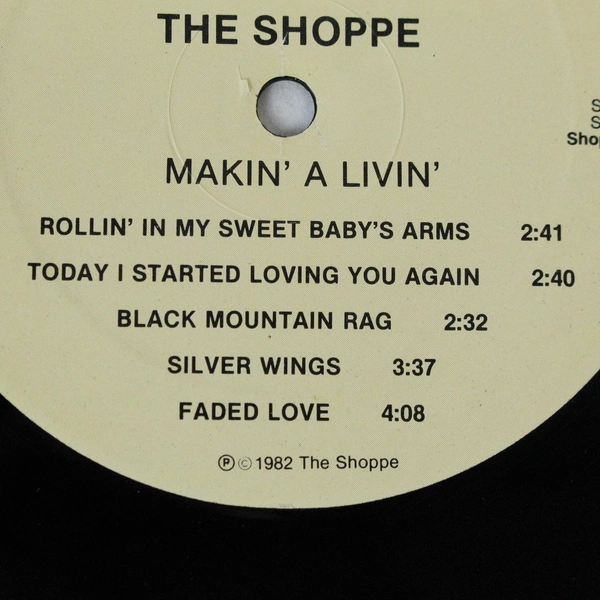 THE SHOPPE
S
S
Shop
MAKIN' A LIVIN'
ROLLIN' IN MY SWEET BABY'S ARMS 2:41
TODAY I STARTED LOVING YOU AGAIN 2:40
BLACK MOUNTAIN RAG 2:32
SILVER WINGS 3:37
FADED LOVE 4:08
℗©1982 The Shoppe